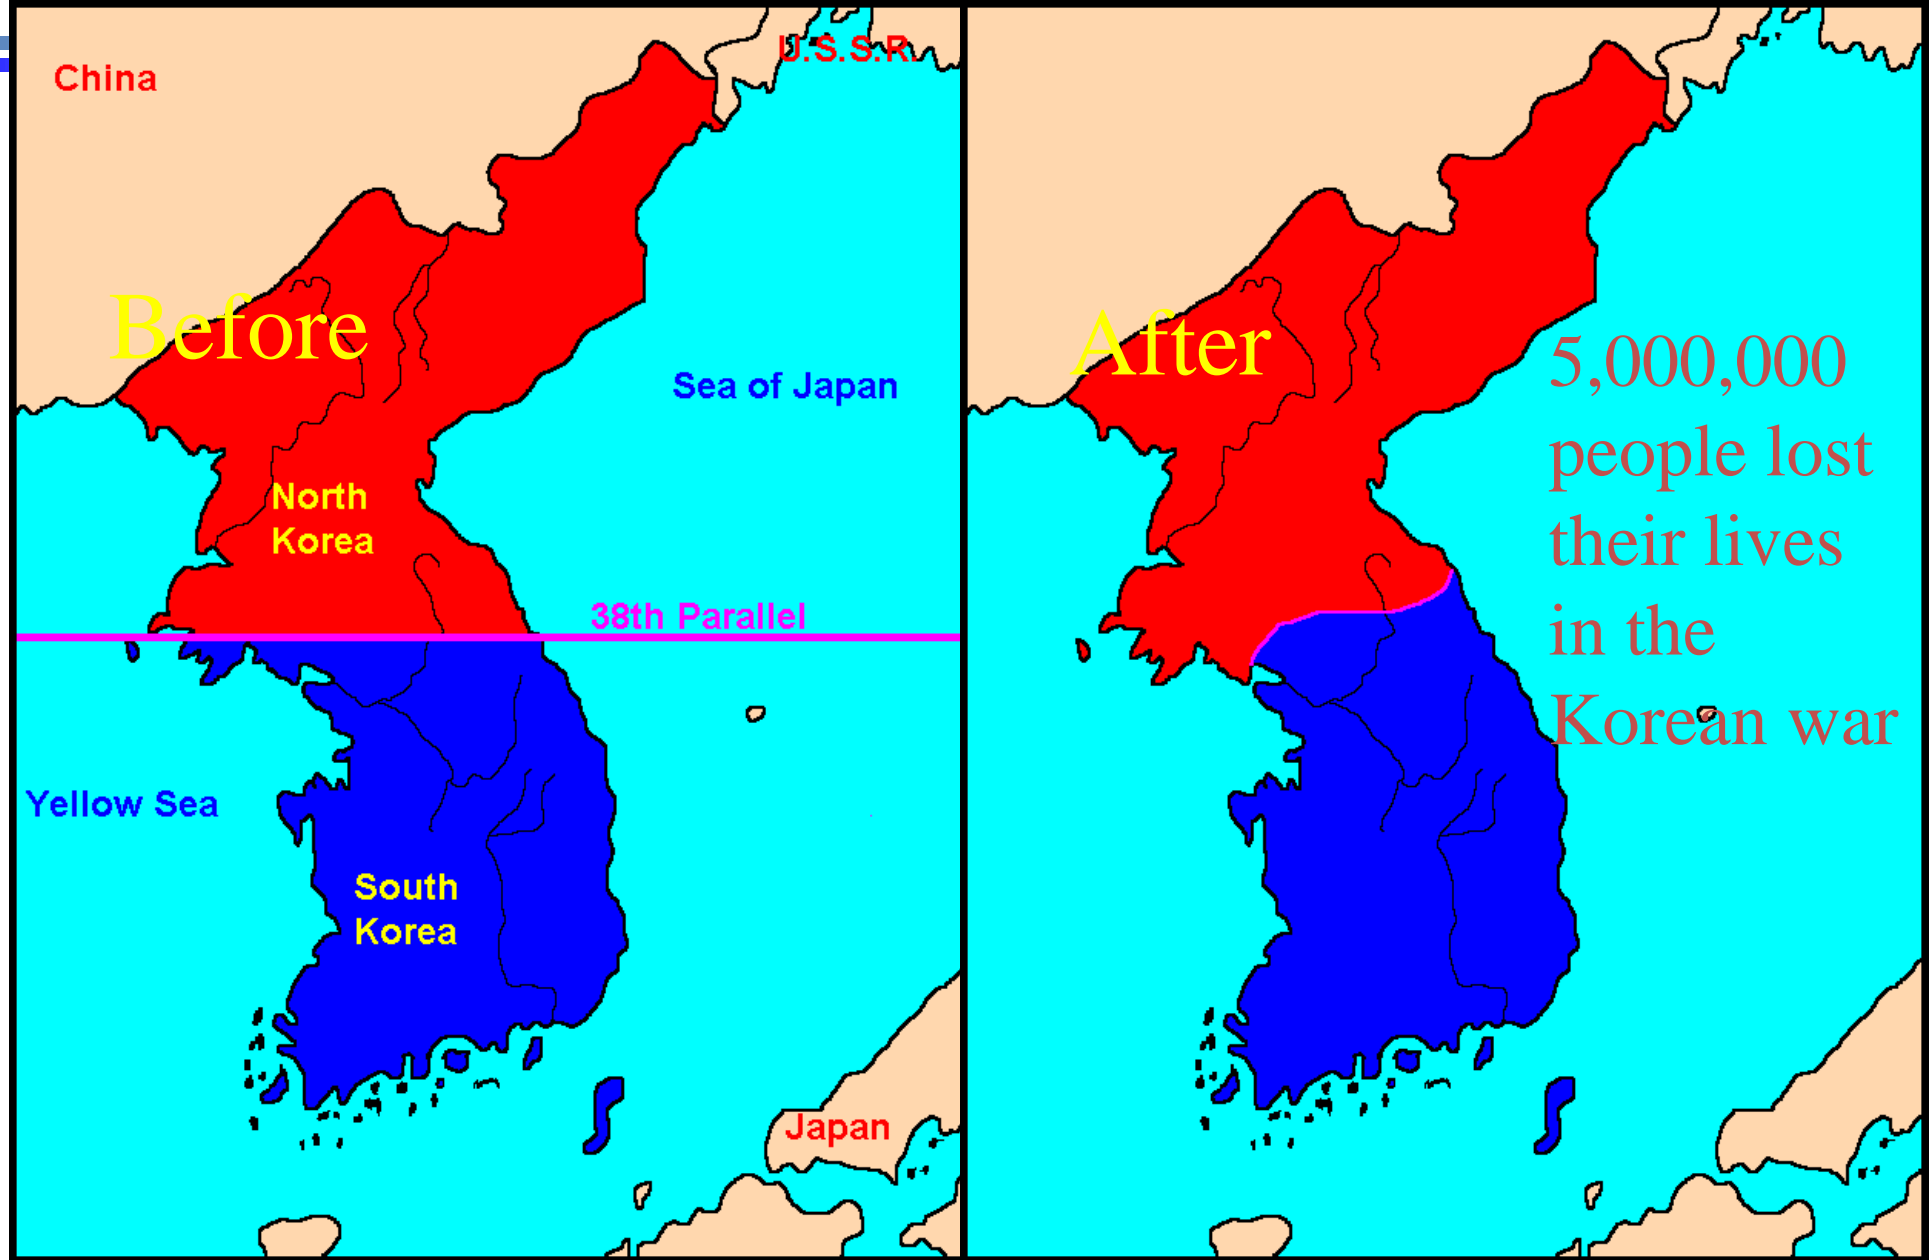 China
U.S.S.R.
Before
Sea of Japan
North
Korea
38th Parallel
Yellow Sea
South
Korea
Japan
After
5,000,000
people lost
their lives
in the
Korean war